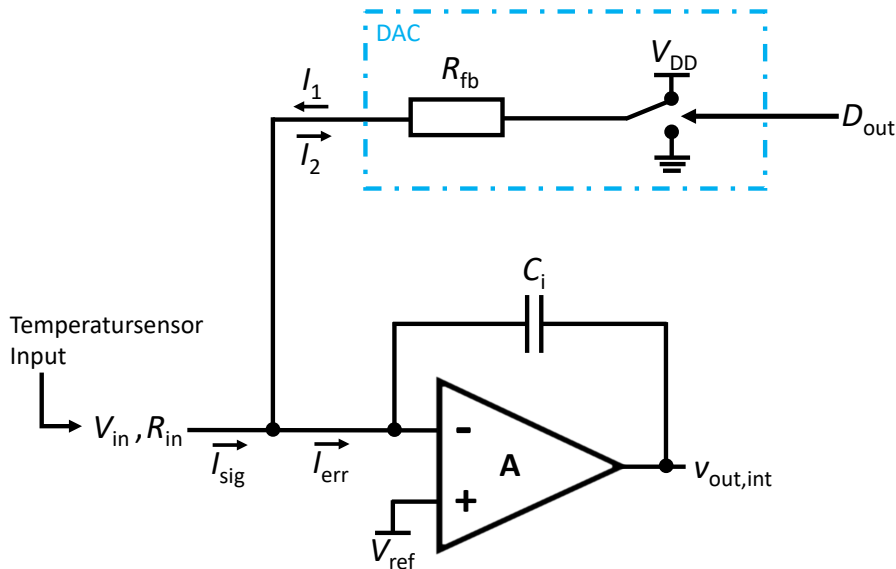 DAC
V_DD
R_fb
I_1
I_2
D_out
C_i
Temperatursensor
Input
V_in , R_in
I_sig
I_err
-
A
+
V_ref
v_out,int